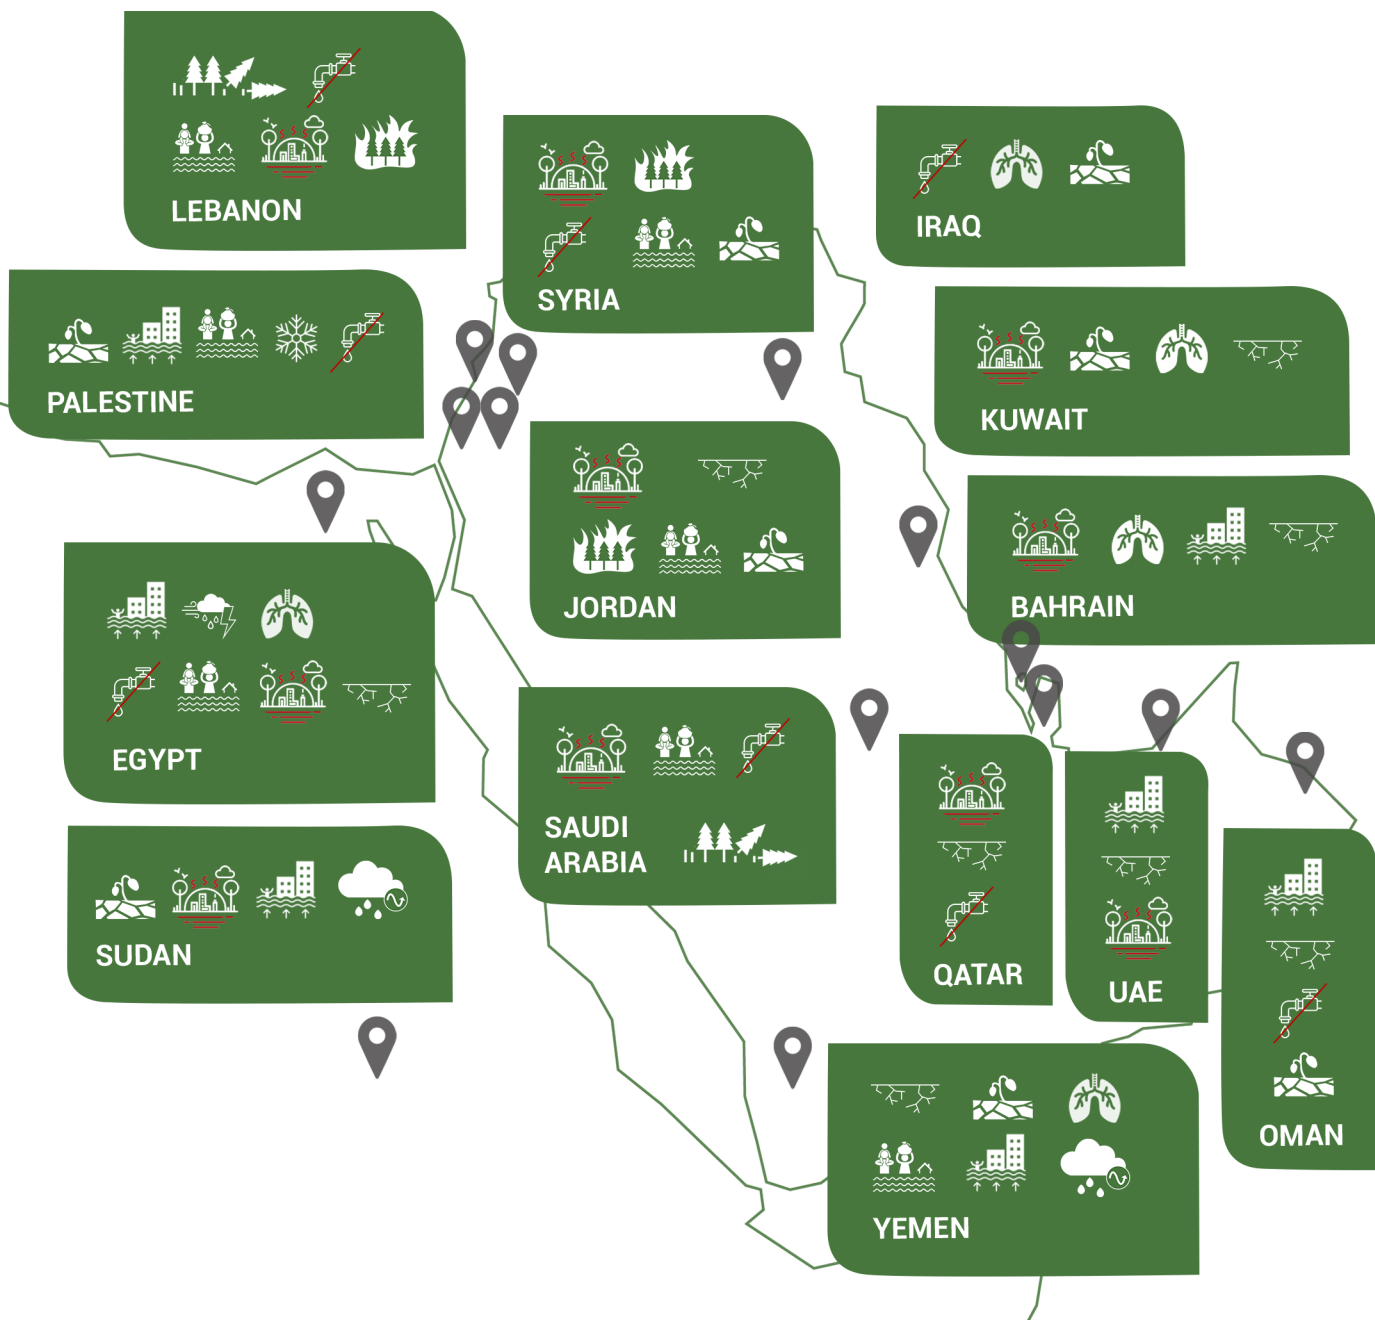 LEBANON
SYRIA
IRAQ
PALESTINE
KUWAIT
JORDAN
BAHRAIN
EGYPT
SAUDI
ARABIA
SUDAN
QATAR
UAE
OMAN
YEMEN